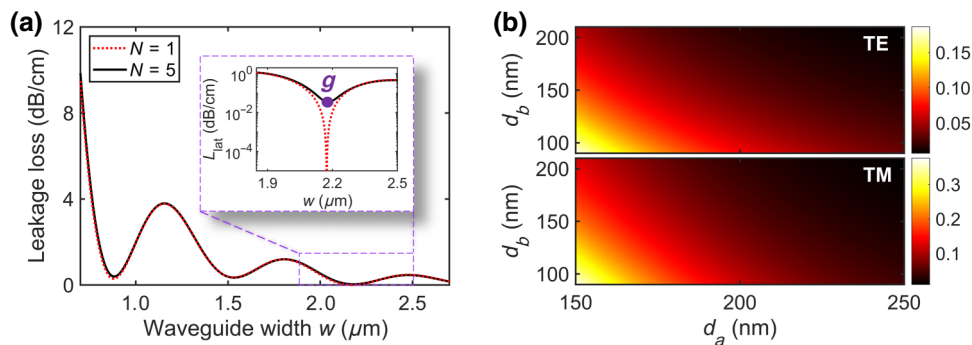 (a)
12
9
4
0
Leakage loss (dB/cm)
N = 1
N = 5
10⁰
10⁻²
10⁻⁴
L_lat (dB/cm)
g
1.9
2.2
2.5
w (µm)
1.0
1.5
2.0
2.5
Waveguide width w (µm)
(b)
TE
200
150
100
d_b (nm)
0.15
0.10
0.05
TM
200
150
100
d_b (nm)
0.3
0.2
0.1
150
200
250
d_a (nm)